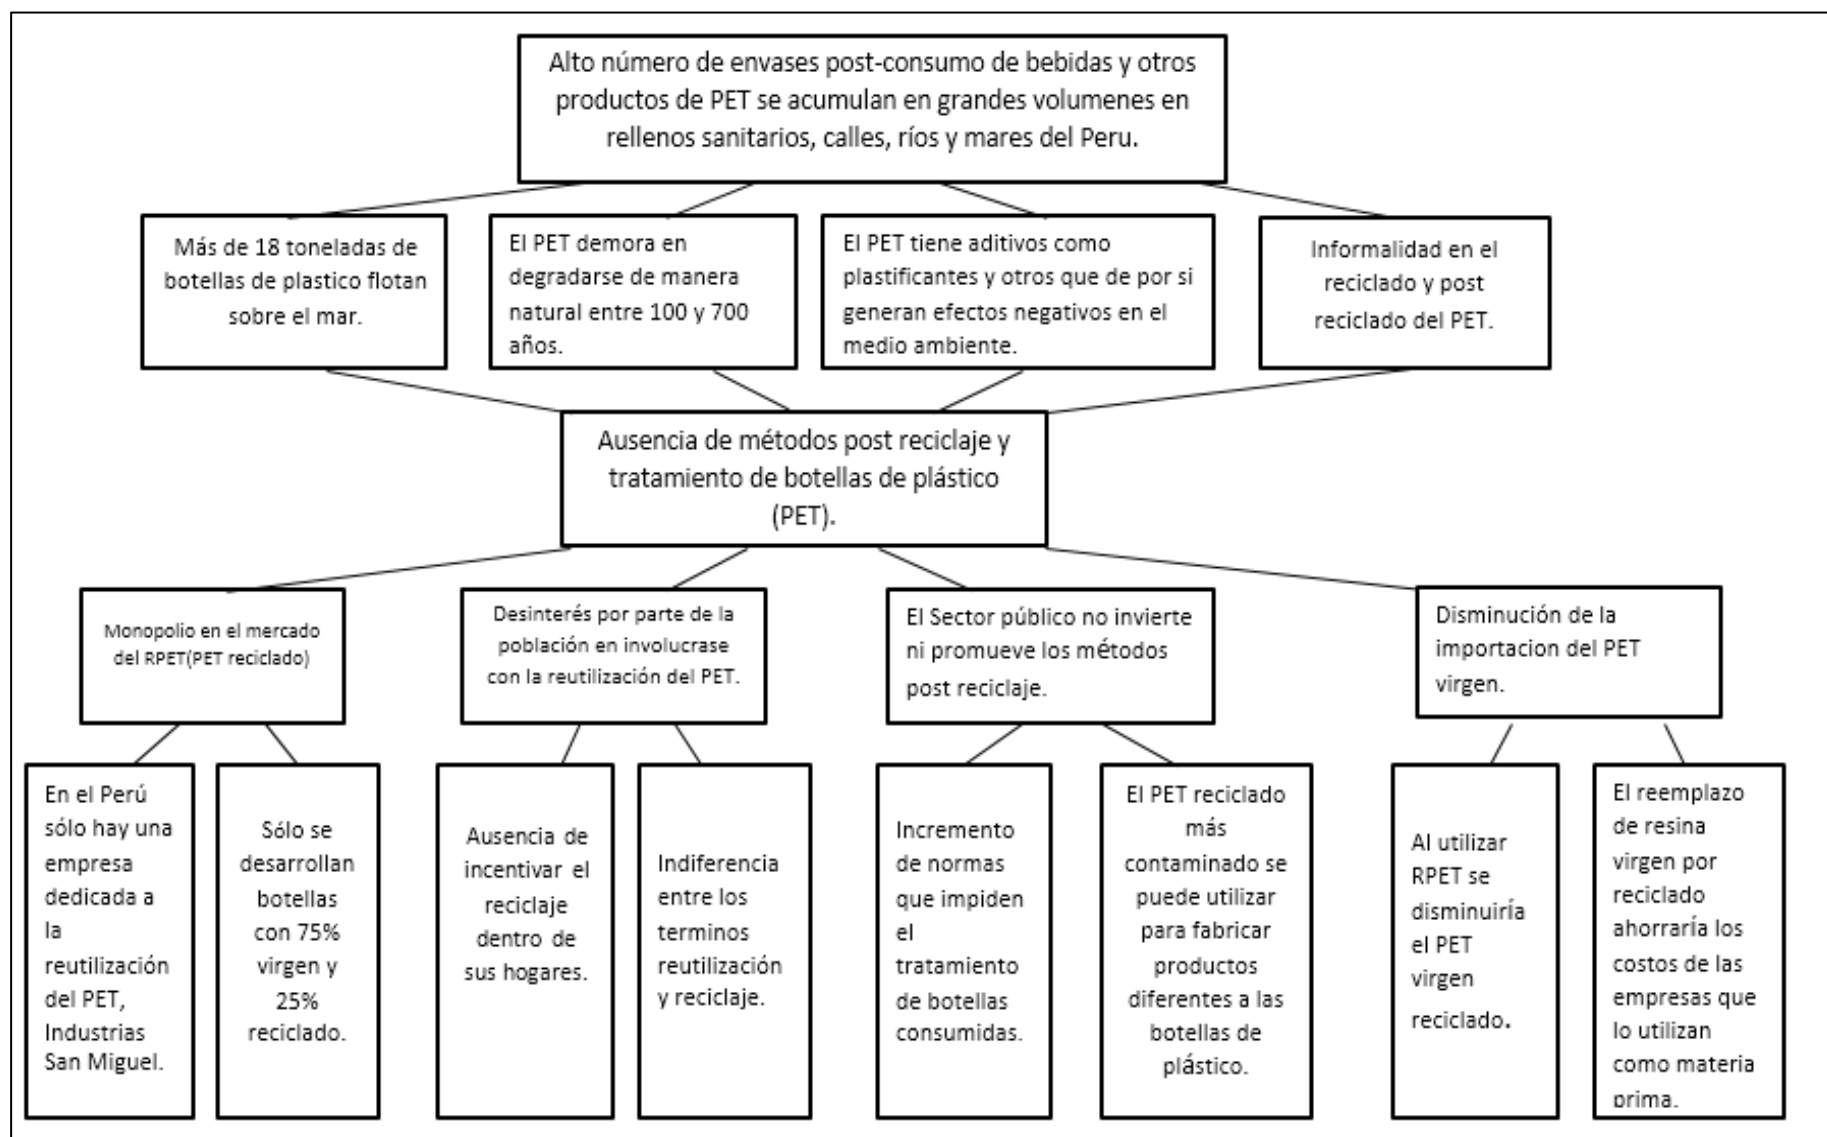 Alto número de envases post-consumo de bebidas y otros
productos de PET se acumulan en grandes volumenes en
rellenos sanitarios, calles, ríos y mares del Peru.
Más de 18 toneladas de
botellas de plastico flotan
sobre el mar.
El PET demora en
degradarse de manera
natural entre 100 y 700
años.
El PET tiene aditivos como
plastificantes y otros que de por si
generan efectos negativos en el
medio ambiente.
Informalidad en el
reciclado y post
reciclado del PET.
Ausencia de métodos post reciclaje y
tratamiento de botellas de plástico
(PET).
Monopolio en el mercado
del RPET(PET reciclado)
Desinterés por parte de la
población en involucrase
con la reutilización del PET.
El Sector público no invierte
ni promueve los métodos
post reciclaje.
Disminución de la
importacion del PET
virgen.
En el Perú
sólo hay una
empresa
dedicada a
la
reutilización
del PET,
Industrias
San Miguel.
Sólo se
desarrollan
botellas
con 75%
virgen y
25%
reciclado.
Ausencia de
incentivar el
reciclaje
dentro de
sus hogares.
Indiferencia
entre los
terminos
reutilización
y reciclaje.
Incremento
de normas
que impiden
el
tratamiento
de botellas
consumidas.
El PET reciclado
más
contaminado se
puede utilizar
para fabricar
productos
diferentes a las
botellas de
plástico.
Al utilizar
RPET se
disminuiría
el PET
virgen
reciclado.
El reemplazo
de resina
virgen por
reciclado
ahorraría los
costos de las
empresas que
lo utilizan
como materia
prima.